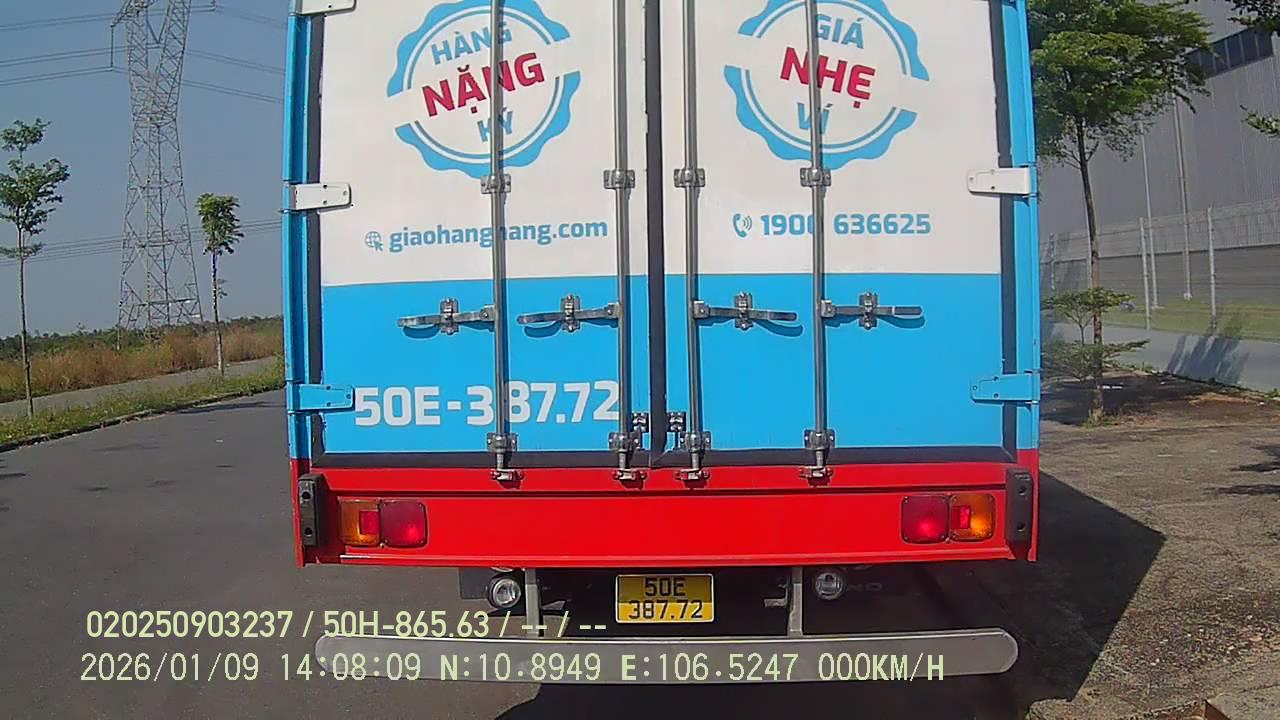 HÀNG
NẶNG
KÝ
GIÁ
NHẸ
VÍ
giaohangnang.com
1900 636625
50E-387.72
50E
387.72
020250903237 / 50H-865.63 / -- / --
2026/01/09 14:08:09 N:10.8949 E:106.5247 000KM/H